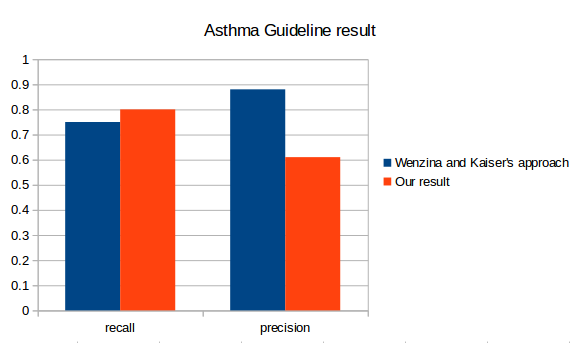 Asthma Guideline result
1
0.9
0.8
0.7
0.6
0.5
0.4
0.3
0.2
0.1
0
recall precision
Wenzina and Kaiser's approach
Our result